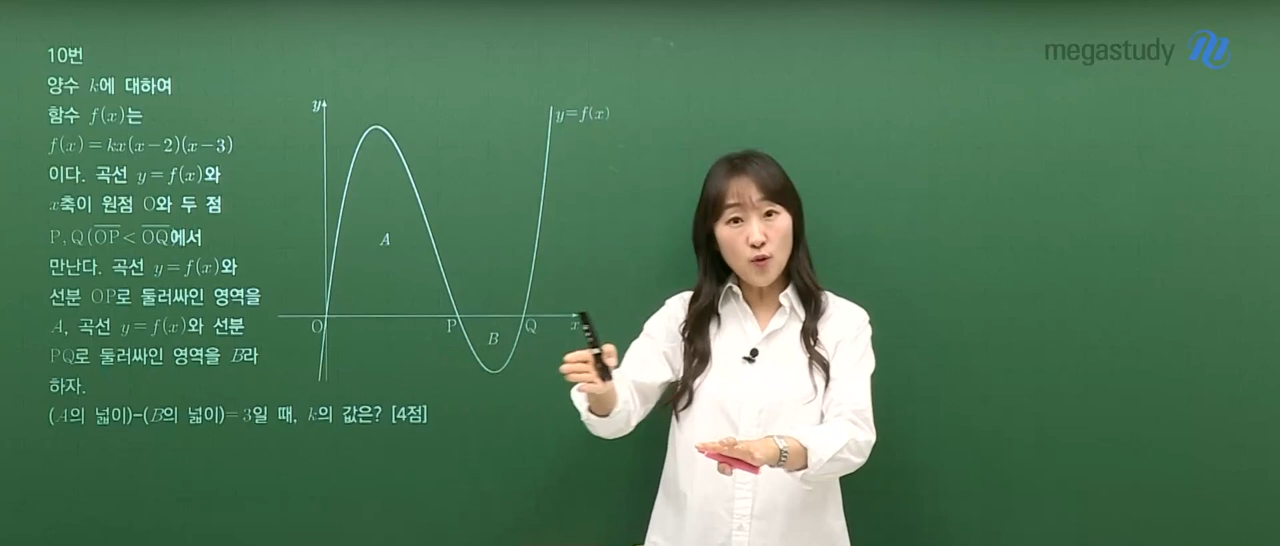 megastudy
10번
양수 k에 대하여
함수 f(x)는
f(x)=kx(x-2)(x-3)
이다. 곡선 y=f(x)와
x축이 원점 O와 두 점
P, Q(OP<OQ)에서
만난다. 곡선 y=f(x)와
선분 OP로 둘러싸인 영역을
A, 곡선 y=f(x)와 선분
PQ로 둘러싸인 영역을 B라
하자.
(A의 넓이)-(B의 넓이)=3일 때, k의 값은? [4점]
y
y=f(x)
A
O
P
Q
x
B